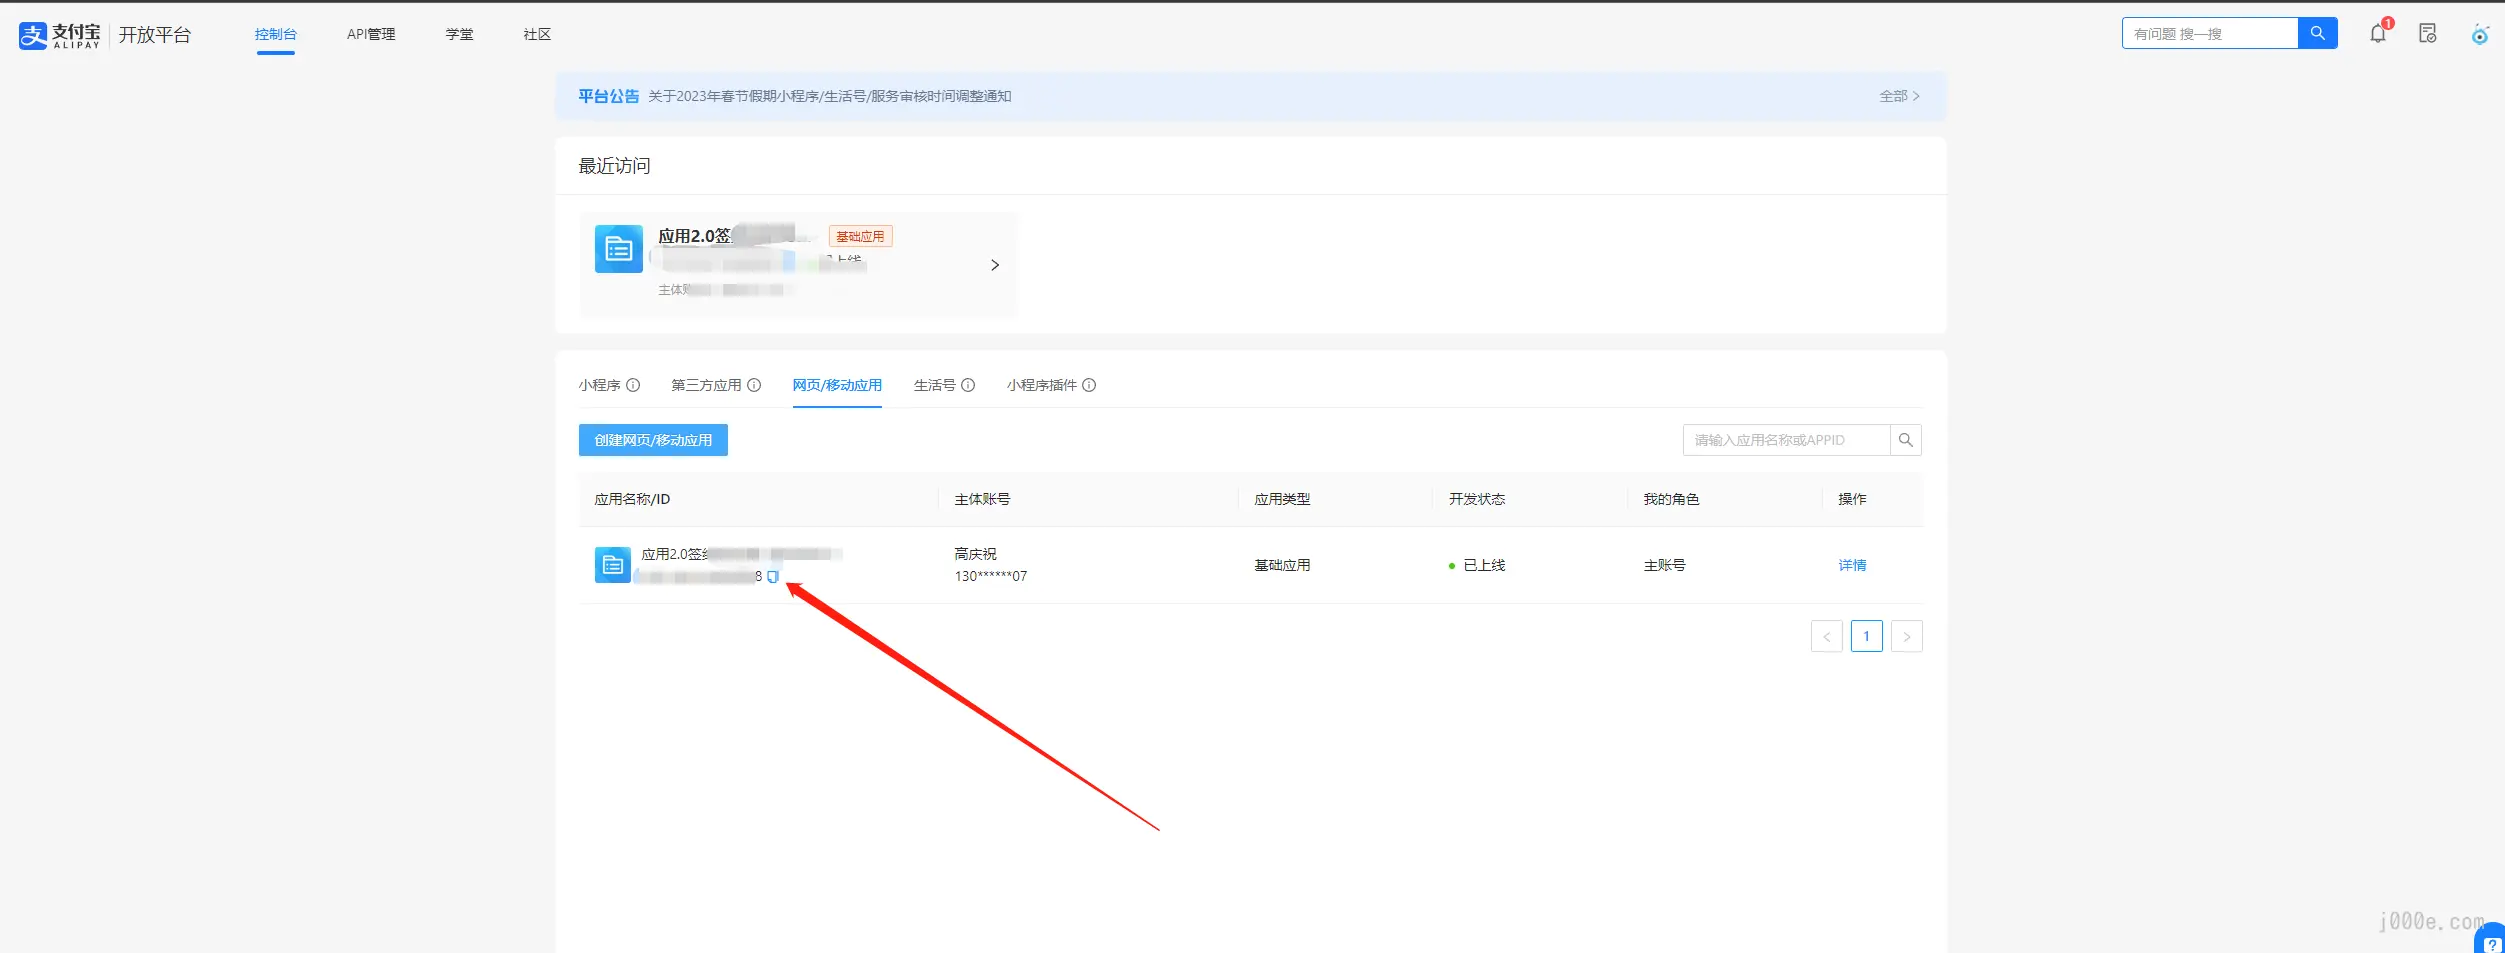 支付宝
ALIPAY
开放平台
控制台
API管理
学堂
社区
有问题 搜一搜
1
平台公告 关于2023年春节假期小程序/生活号/服务审核时间调整通知
全部 >
最近访问
应用2.0签
基础应用
上线
主体账
小程序
第三方应用
网页/移动应用
生活号
小程序插件
创建网页/移动应用
请输入应用名称或APPID
应用名称/ID
主体账号
应用类型
开发状态
我的角色
操作
应用2.0签约
8
高庆祝
130******07
基础应用
已上线
主账号
详情
< 1 >
j000e.com
?